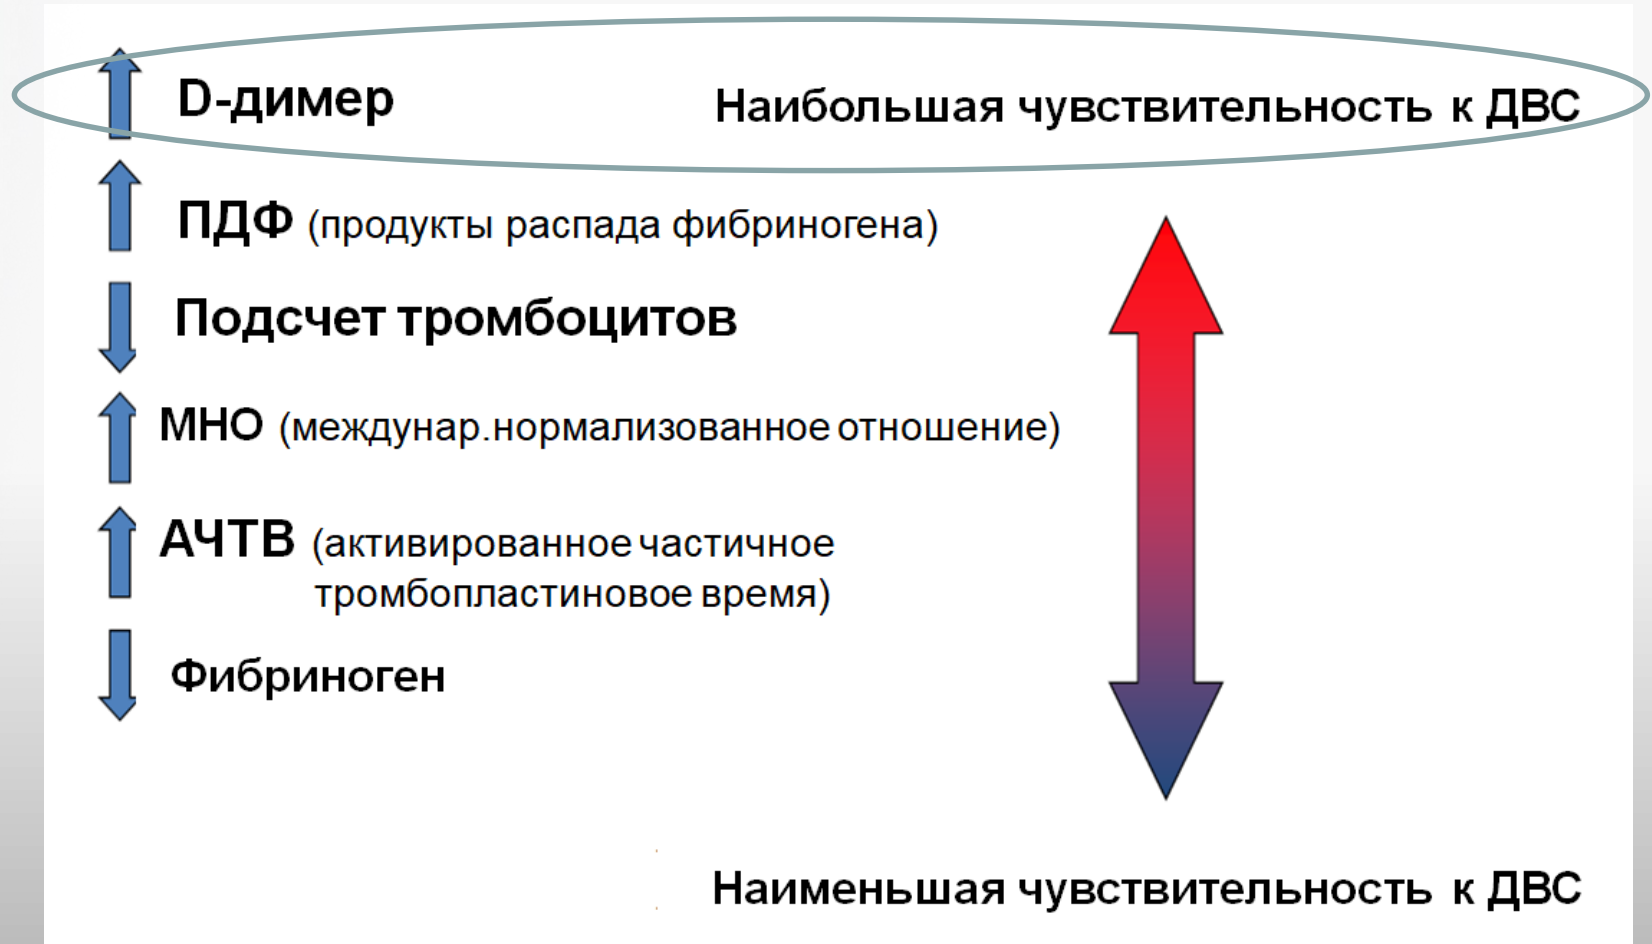 D-димер
Наибольшая чувствительность к ДВС
ПДФ (продукты распада фибриногена)
Подсчет тромбоцитов
МНО (междунар.нормализованное отношение)
АЧТВ (активированное частичное
тромбопластиновое время)
Фибриноген
Наименьшая чувствительность к ДВС